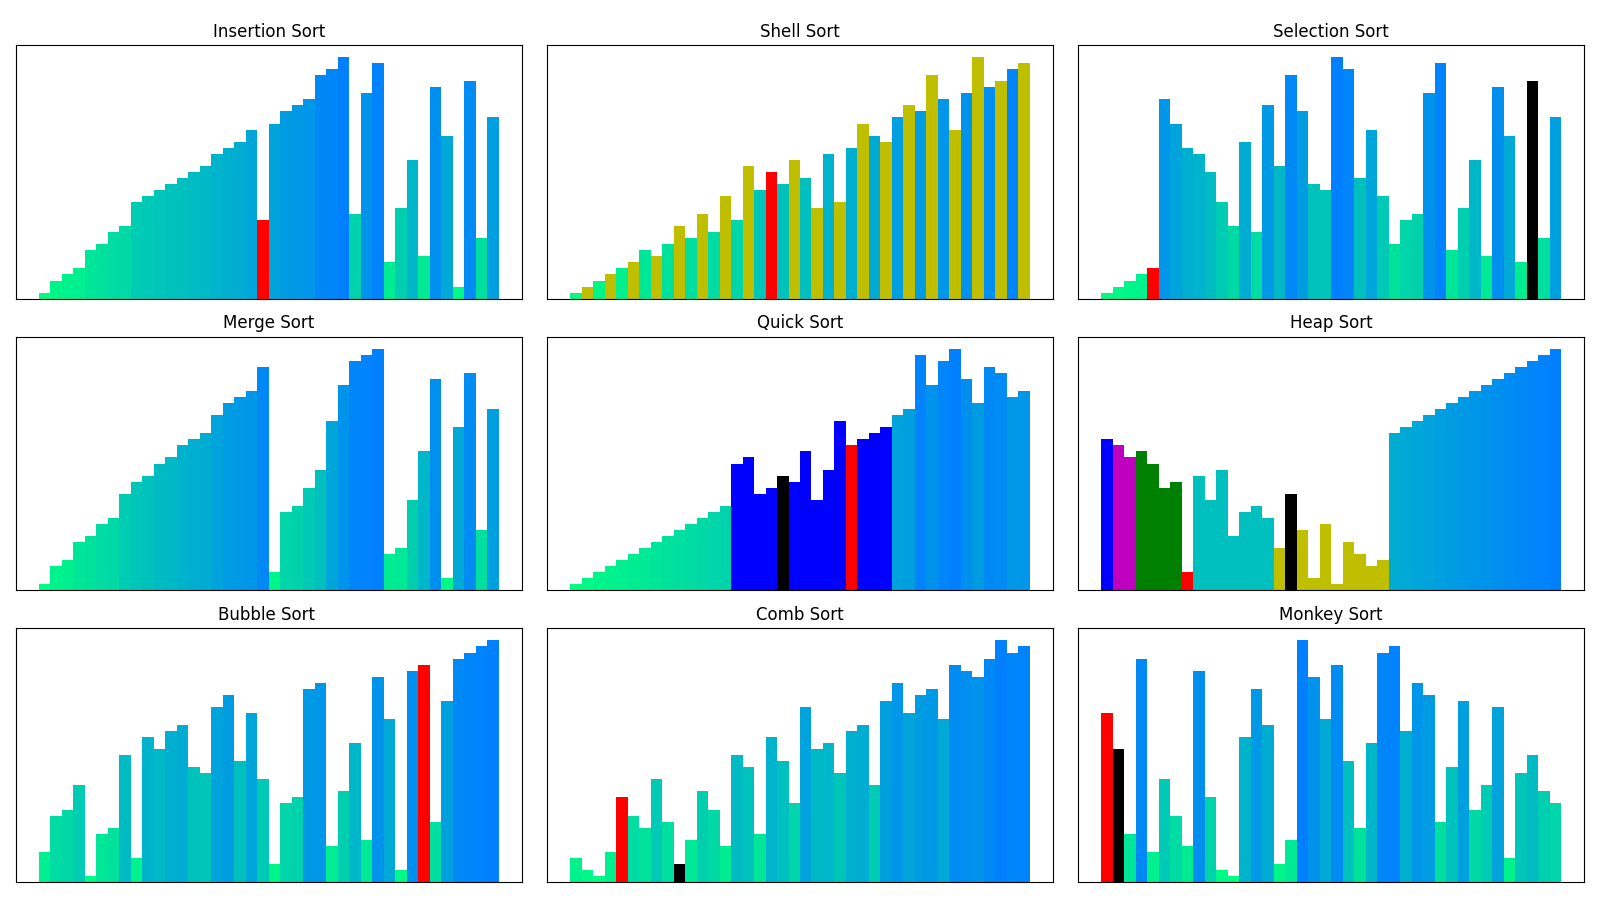 Insertion Sort
Shell Sort
Selection Sort
Merge Sort
Quick Sort
Heap Sort
Bubble Sort
Comb Sort
Monkey Sort